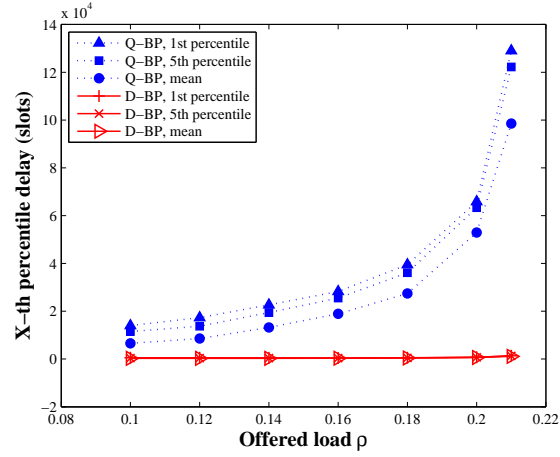 x 10⁴
14
12
10
8
6
4
2
0
−2
0.08
0.1
0.12
0.14
0.16
0.18
0.2
0.22
X−th percentile delay (slots)
Offered load ρ
Q−BP, 1st percentile
Q−BP, 5th percentile
Q−BP, mean
D−BP, 1st percentile
D−BP, 5th percentile
D−BP, mean